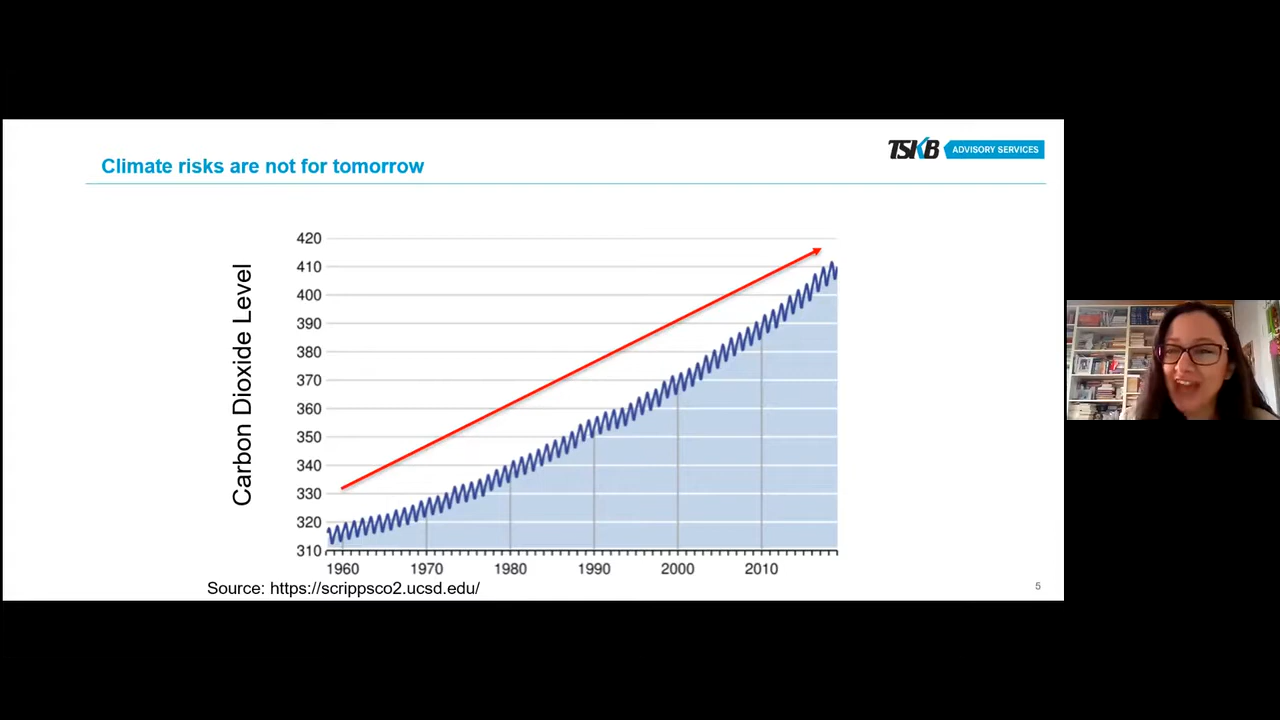 Climate risks are not for tomorrow
TSKB ADVISORY SERVICES
Carbon Dioxide Level
420
410
400
390
380
370
360
350
340
330
320
310
1960 1970 1980 1990 2000 2010
Source: https://scrippsco2.ucsd.edu/
5